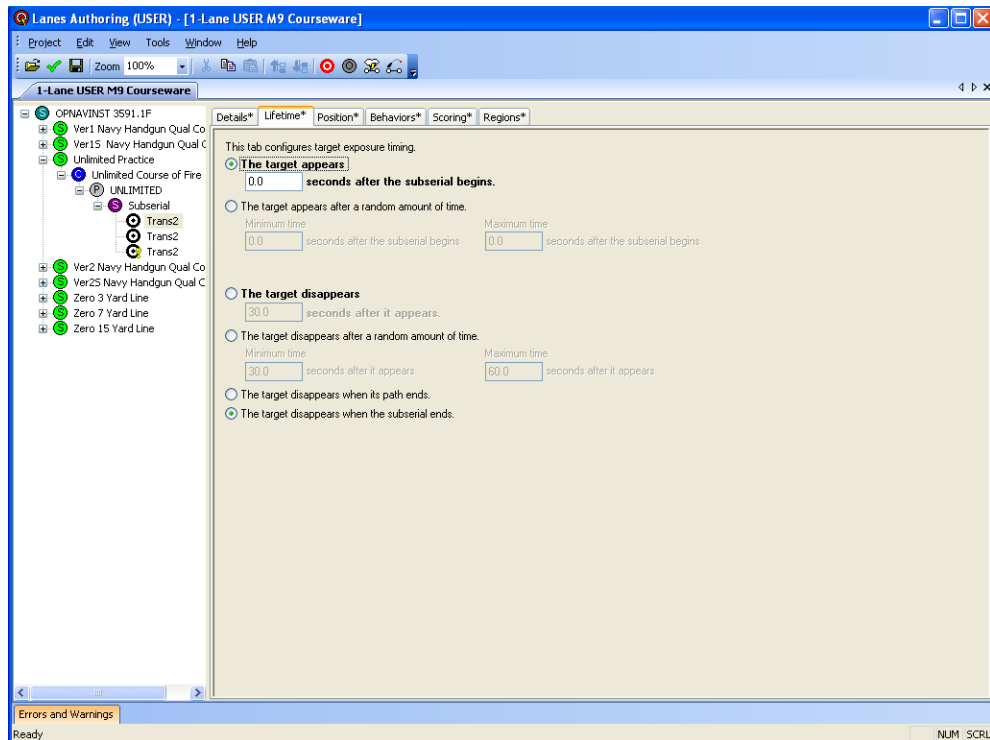 Lanes Authoring (USER) - [1-Lane USER M9 Courseware]
Project Edit View Tools Window Help
Zoom 100%
1-Lane USER M9 Courseware
OPNAVINST 3591.1F
Ver1 Navy Handgun Qual Co
Ver1S Navy Handgun Qual C
Unlimited Practice
Unlimited Course of Fire
UNLIMITED
Subserial
Trans2
Trans2
Trans2
Ver2 Navy Handgun Qual Co
Ver2S Navy Handgun Qual C
Zero 3 Yard Line
Zero 7 Yard Line
Zero 15 Yard Line
Details* Lifetime* Position* Behaviors* Scoring* Regions*
This tab configures target exposure timing.
The target appears
0.0 seconds after the subserial begins.
The target appears after a random amount of time.
Minimum time Maximum time
0.0 seconds after the subserial begins 0.0 seconds after the subserial begins
The target disappears
30.0 seconds after it appears.
The target disappears after a random amount of time.
Minimum time Maximum time
30.0 seconds after it appears 60.0 seconds after it appears
The target disappears when its path ends.
The target disappears when the subserial ends.
Errors and Warnings
Ready NUM SCRL